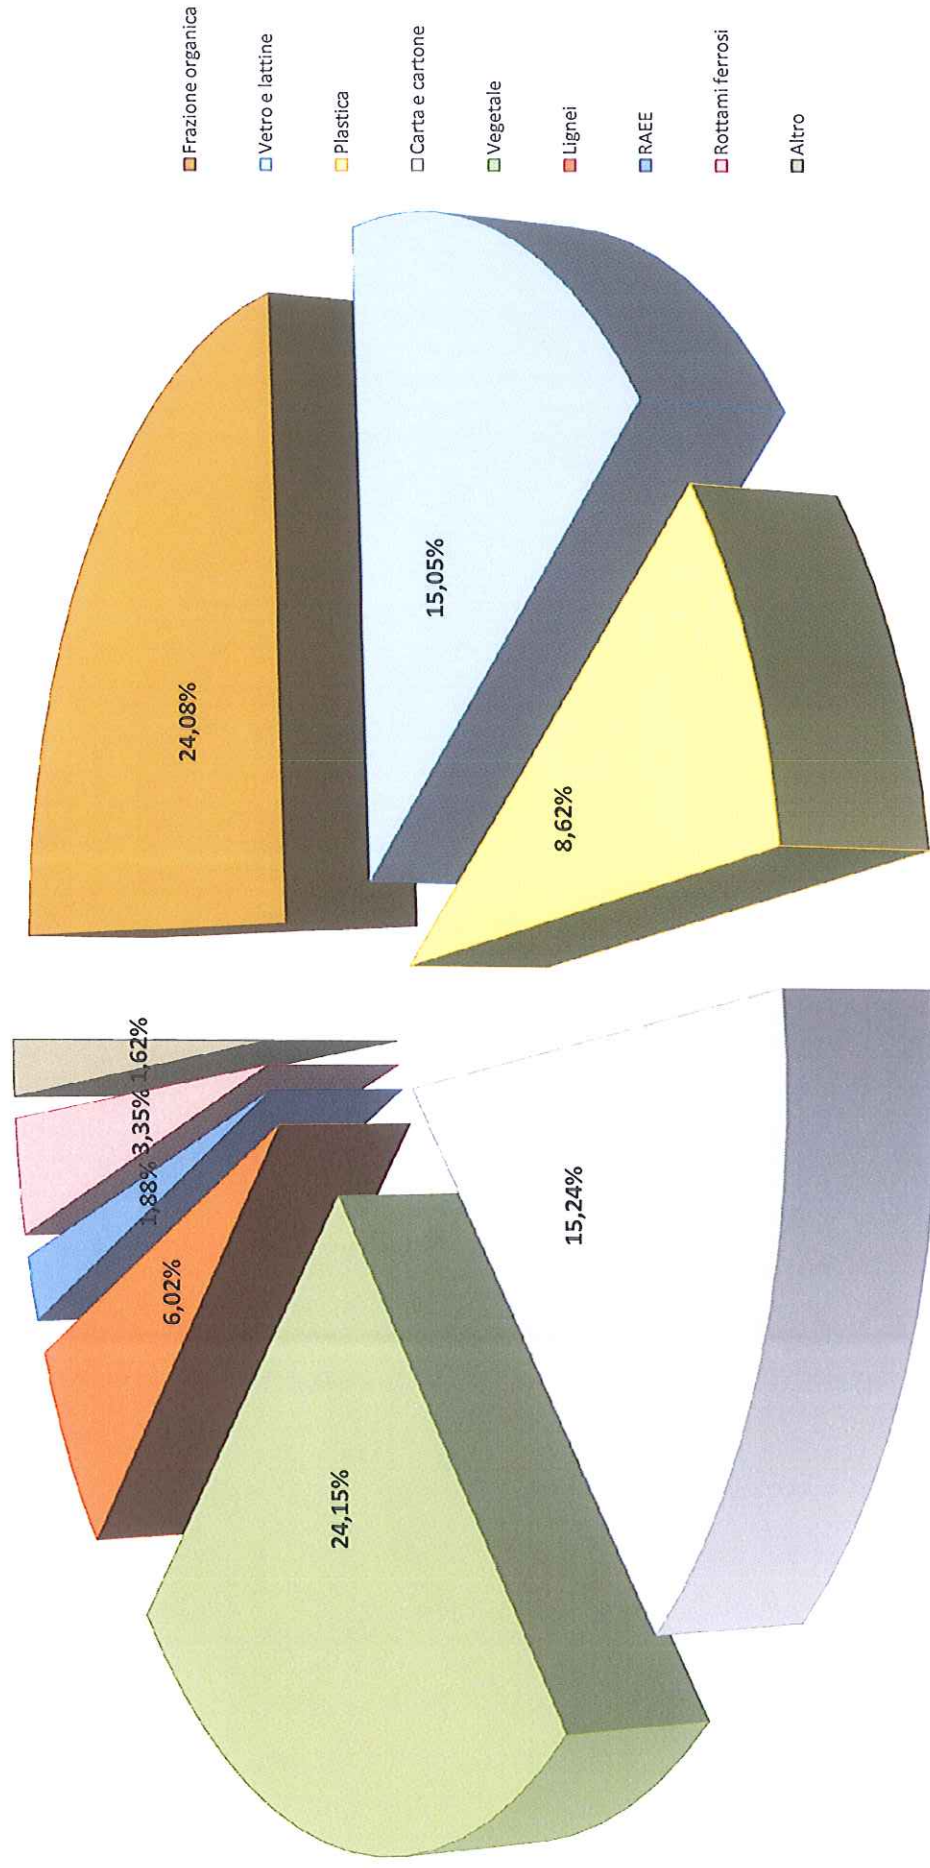 24,08%
15,05%
8,62%
15,24%
24,15%
6,02%
1,88%
3,35%
1,62%
Frazione organica
Vetro e lattine
Plastica
Carta e cartone
Vegetale
Lignei
RAEE
Rottami ferrosi
Altro